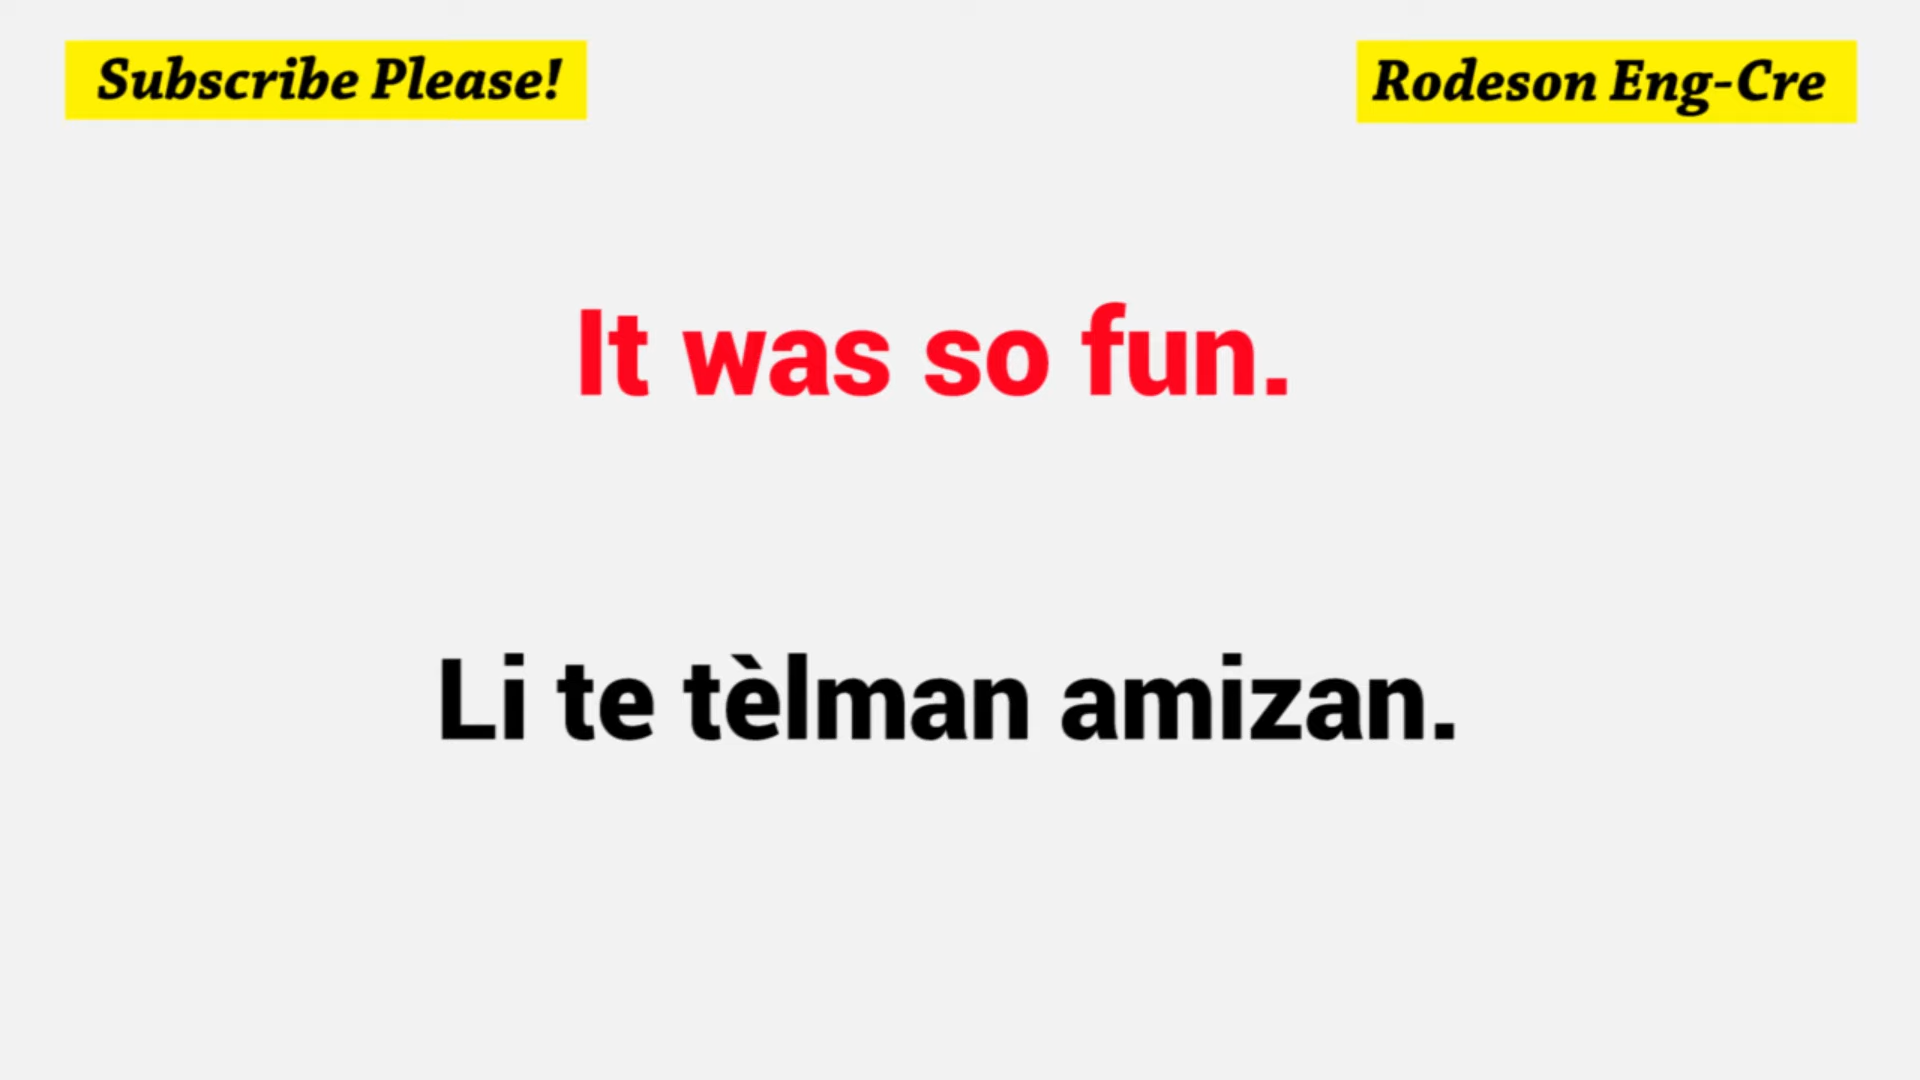 Subscribe Please!
Rodeson Eng-Cre
It was so fun.
Li te tèlman amizan.